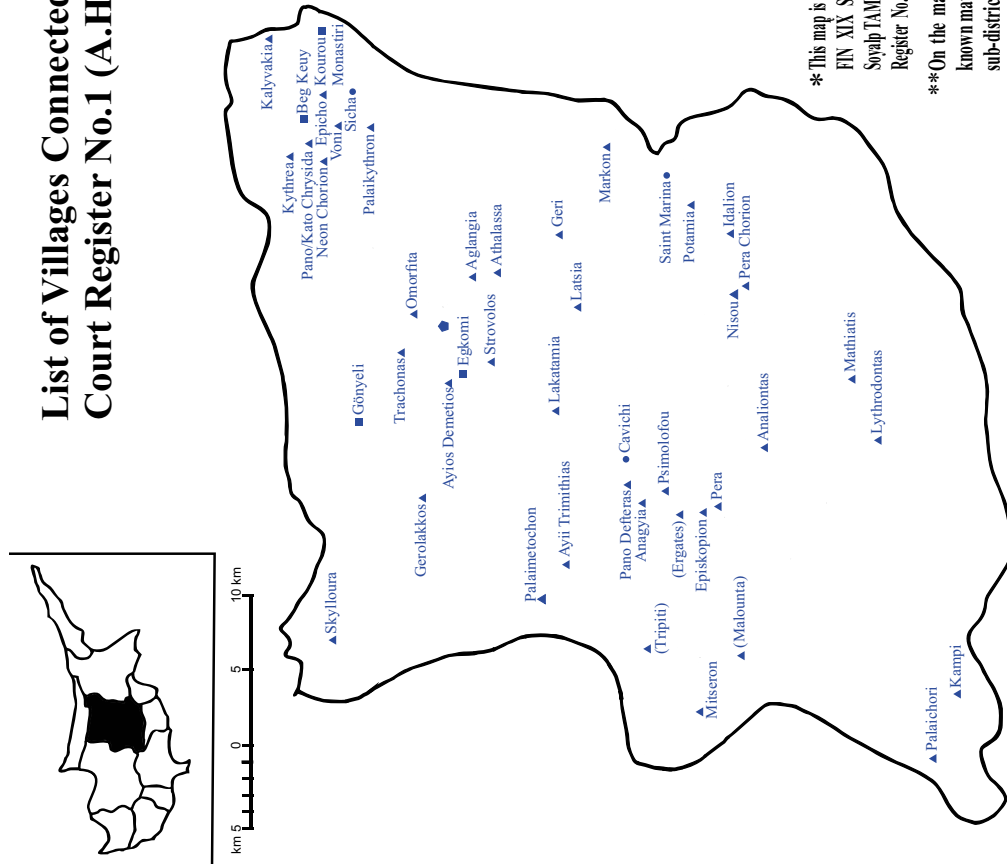 List of Villages Connected
Court Register No.1 (A.H
km 5
0
5
10 km
Skylloura
Kalyvakia
Kythrea
Beg Keuy
Pano/Kato Chrysida
Epicho
Kourou
Neon Chorion
Monastiri
Voni
Sicha
Palaikythron
Gönyeli
Omorfita
Trachonas
Gerolakkos
Ayios Demetios
Egkomi
Aglangia
Strovolos
Athalassa
Palaimetochon
Lakatamia
Geri
Ayii Trimithias
Latsia
Markon
Pano Defteras
Cavichi
Anagyia
(Tripiti)
Psimolofou
Saint Marina
(Ergates)
Potamia
Mitseron
Episkopion
Pera
Idalion
Nisou
Pera Chorion
(Malounta)
Analiontas
Mathiatis
Lythrodontas
Palaichori
Kampi
* This map is
FIN XIX S
Soyalp TAM
Register No.
**On the ma
known ma
sub-distric